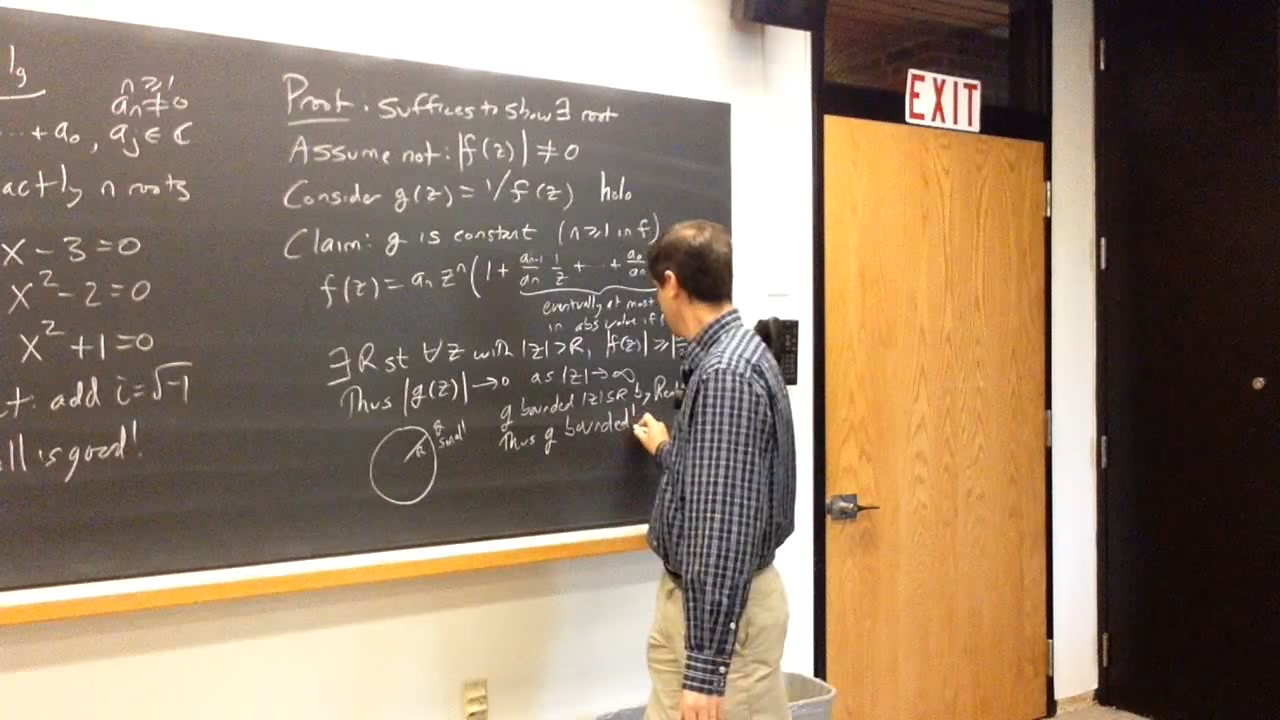 lg
n ≥ 1
an ≠ 0
... + a0, aj ∈ C
actly n roots
x - 3 = 0
x² - 2 = 0
x² + 1 = 0
t: add i = √-1
ll is good!
Proof: Suffices to show ∃ root
Assume not: |f(z)| ≠ 0
Consider g(z) = 1/f(z) holo
Claim: g is constant (n ≥ 1 in f)
f(z) = an zⁿ (1 + an-1/an 1/z + ... + a0/an
eventually at most
in abs value if
∃ R st ∀ z with |z| > R, |f(z)| ≥ |
Thus |g(z)| → 0 as |z| → ∞
g bounded |z| ≤ R by Real
Thus g bounded!
g small!
R
EXIT